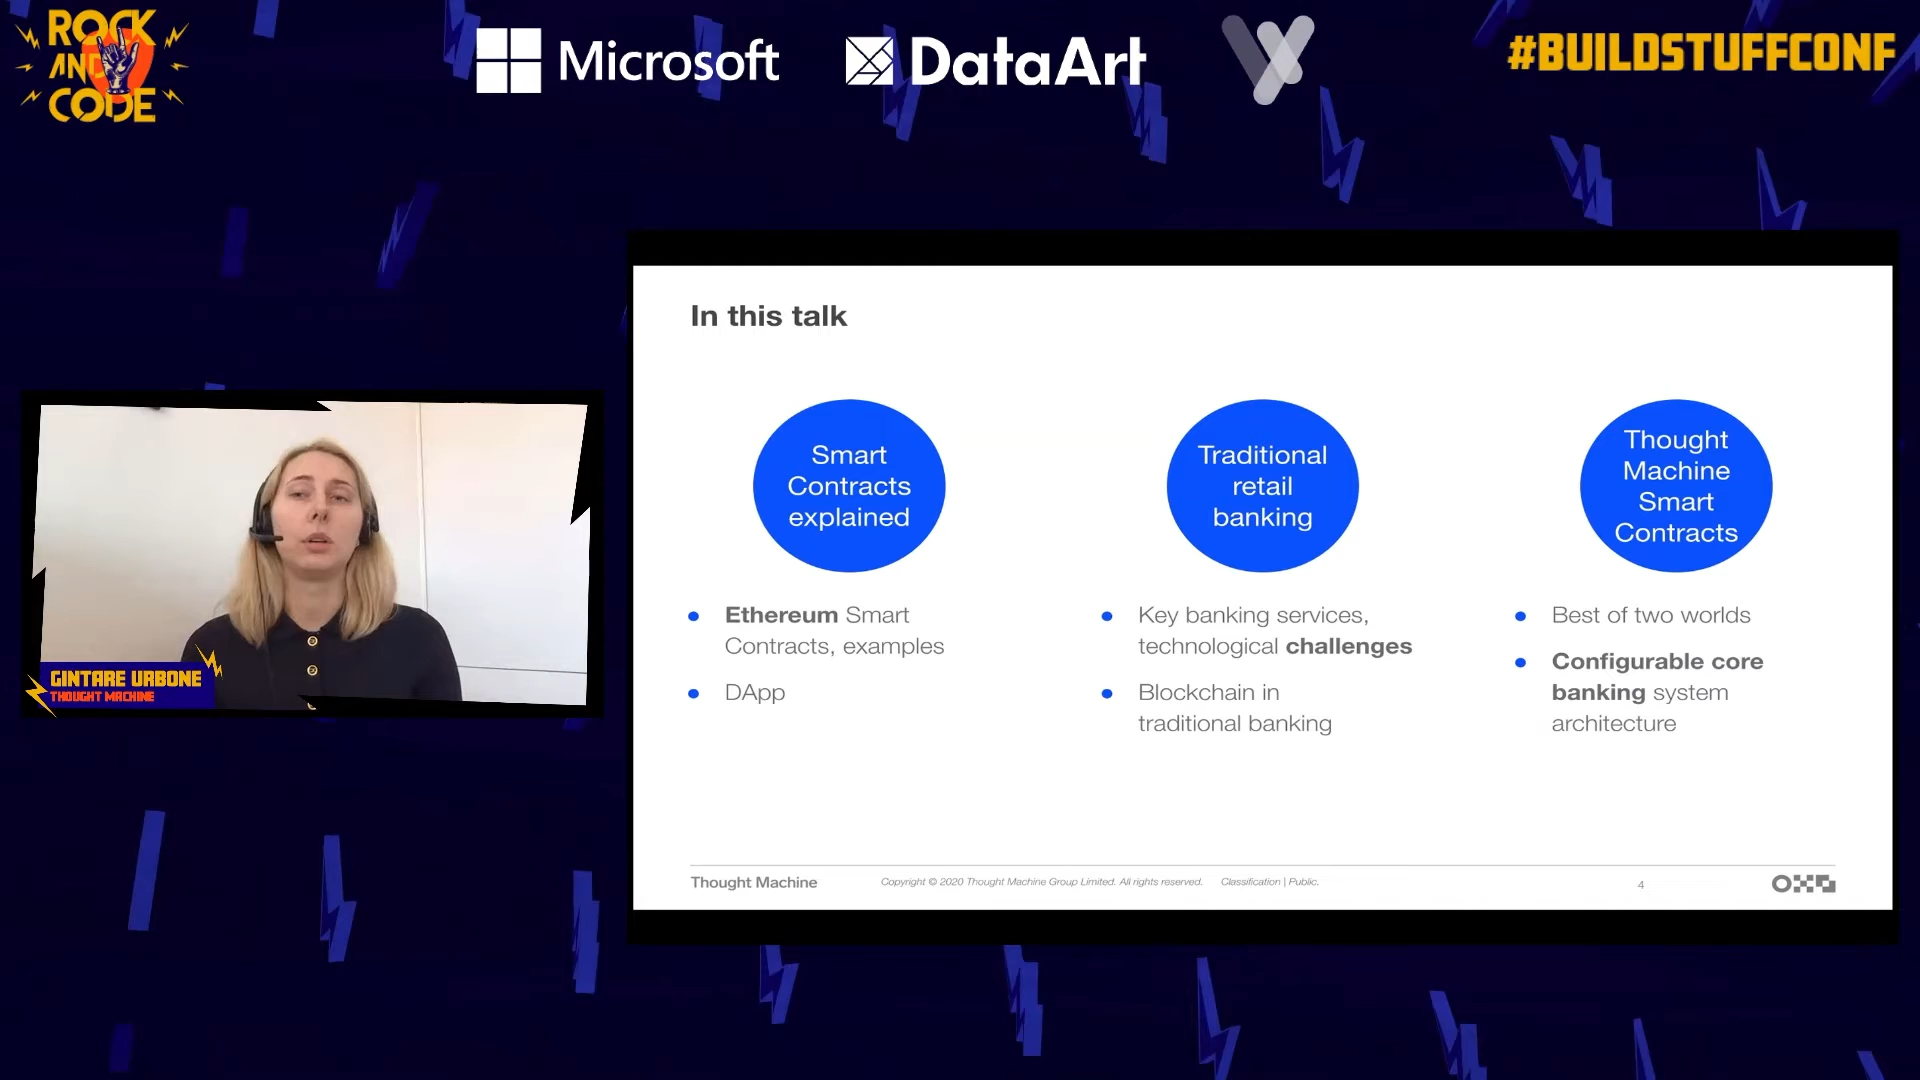 ROCK
AND
CODE
Microsoft
DataArt
#BUILDSTUFFCONF
GINTARE URBONE
THOUGHT MACHINE
In this talk
Smart
Contracts
explained
Ethereum Smart
Contracts, examples
DApp
Traditional
retail
banking
Key banking services,
technological challenges
Blockchain in
traditional banking
Thought
Machine
Smart
Contracts
Best of two worlds
Configurable core
banking system
architecture
Thought Machine
Copyright © 2020 Thought Machine Group Limited. All rights reserved.
Classification | Public.
4